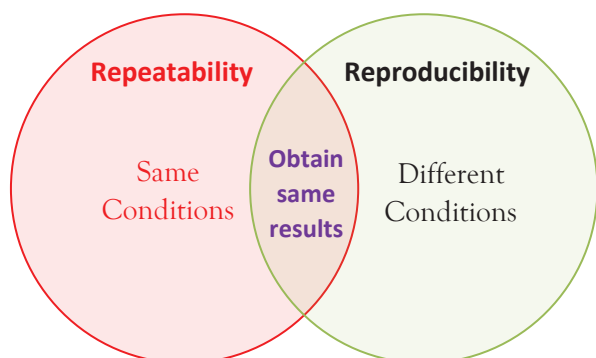 Repeatability
Reproducibility
Same
Conditions
Obtain
same
results
Different
Conditions